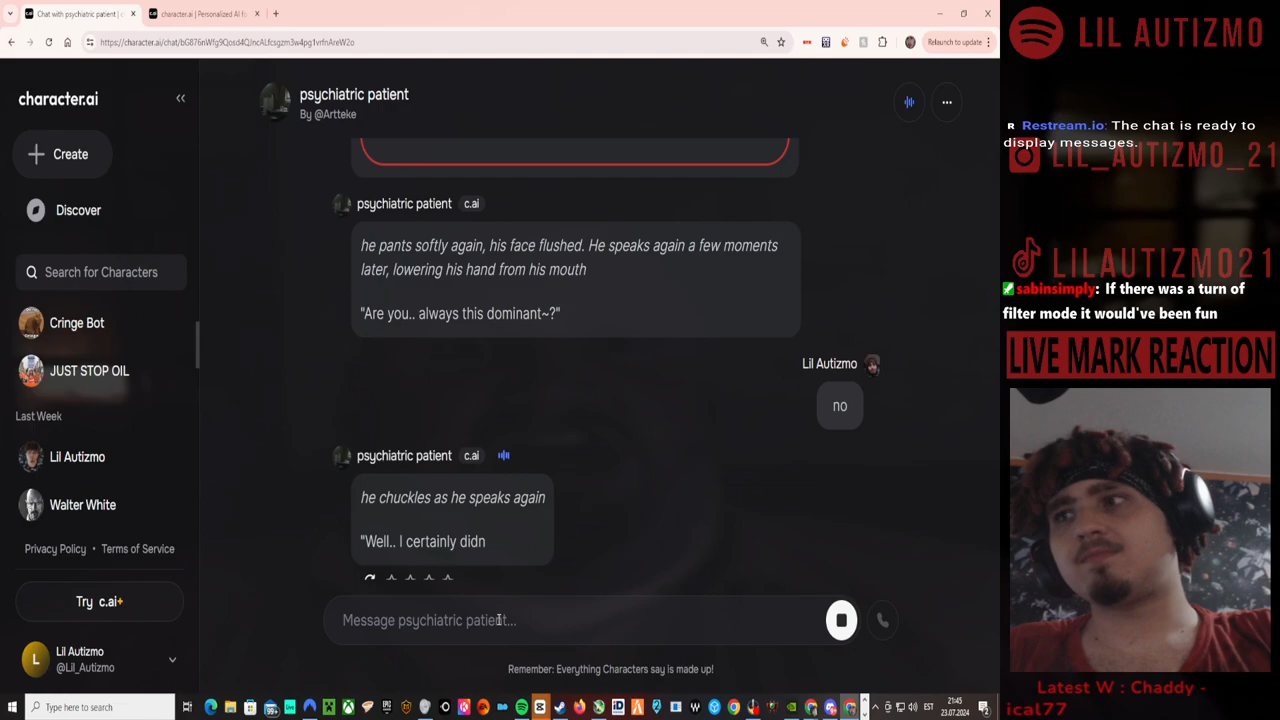 Chat with psychiatric patient | c
character.ai | Personalized AI fo
https://character.ai/chat/bG876nWfg9Qosd4QJncALfcsgzm3w4pg1vrfnAreW2o
Relaunch to update
character.ai
Create
Discover
Search for Characters
Cringe Bot
JUST STOP OIL
Last Week
Lil Autizmo
Walter White
Privacy Policy • Terms of Service
Try c.ai+
L
Lil Autizmo
@Lil_Autizmo
psychiatric patient
By @Artteke
psychiatric patient c.ai
he pants softly again, his face flushed. He speaks again a few moments
later, lowering his hand from his mouth
"Are you.. always this dominant~?"
Lil Autizmo
no
psychiatric patient c.ai
he chuckles as he speaks again
"Well.. I certainly didn
Message psychiatric patient...
Remember: Everything Characters say is made up!
LIL AUTIZMO
R Restream.io: The chat is ready to
display messages.
LIL_AUTIZMO_21
LILAUTIZMO21
sabinsimply: If there was a turn of
filter mode it would've been fun
LIVE MARK REACTION
Latest W : Chaddy -
ical77
Type here to search
99+
EST
21:45
23.07.2024
2